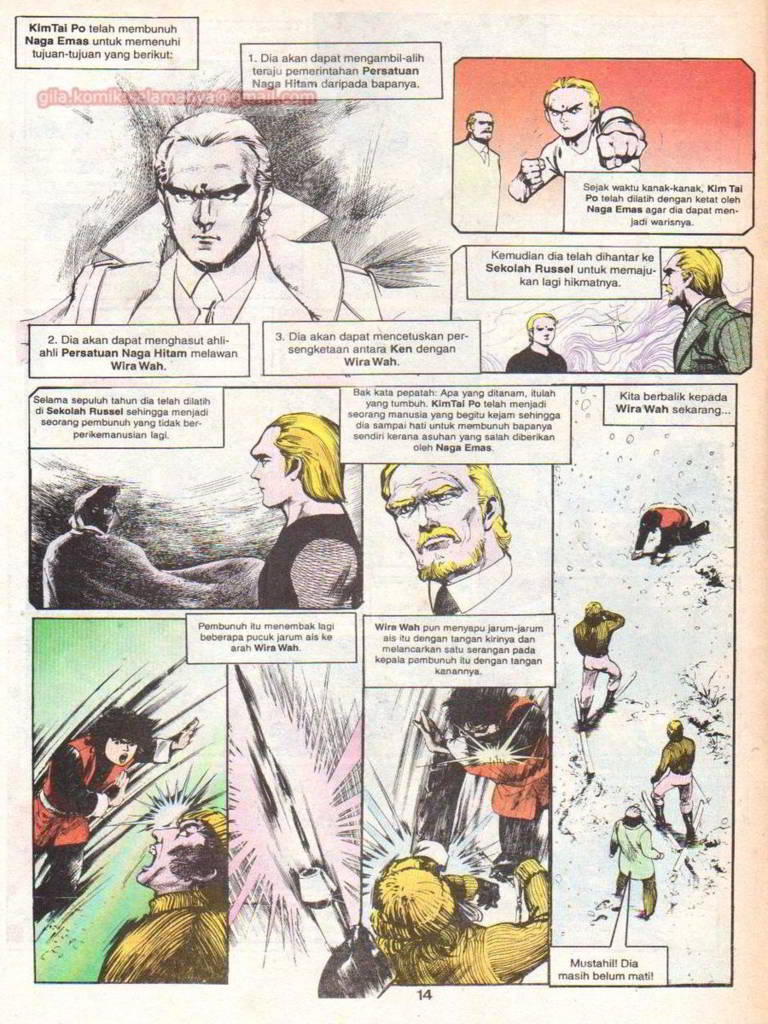 KimTai Po telah membunuh
Naga Emas untuk memenuhi
tujuan-tujuan yang berikut:
1. Dia akan dapat mengambil-alih
teraju pemerintahan Persatuan
Naga Hitam daripada bapanya.
gila.komik.selamanya@gmail.com
Sejak waktu kanak-kanak, Kim Tai
Po telah dilatih dengan ketat oleh
Naga Emas agar dia dapat men-
jadi warisnya.
Kemudian dia telah dihantar ke
Sekolah Russel untuk memaju-
kan lagi hikmatnya.
2. Dia akan dapat menghasut ahli-
ahli Persatuan Naga Hitam melawan
Wira Wah.
3. Dia akan dapat mencetuskan per-
sengketaan antara Ken dengan
Wira Wah.
Selama sepuluh tahun dia telah dilatih
di Sekolah Russel sehingga menjadi
seorang pembunuh yang tidak ber-
perikemanusian lagi.
Bak kata pepatah: Apa yang ditanam, itulah
yang tumbuh. KimTai Po telah menjadi
seorang manusia yang begitu kejam sehingga
dia sampai hati untuk membunuh bapanya
sendiri kerana asuhan yang salah diberikan
oleh Naga Emas.
Kita berbalik kepada
Wira Wah sekarang...
Pembunuh itu menembak lagi
beberapa pucuk jarum ais ke
arah Wira Wah.
Wira Wah pun menyapu jarum-jarum
ais itu dengan tangan kirinya dan
melancarkan satu serangan pada
kepala pembunuh itu dengan tangan
kanannya.
Mustahil! Dia
masih belum mati!
14